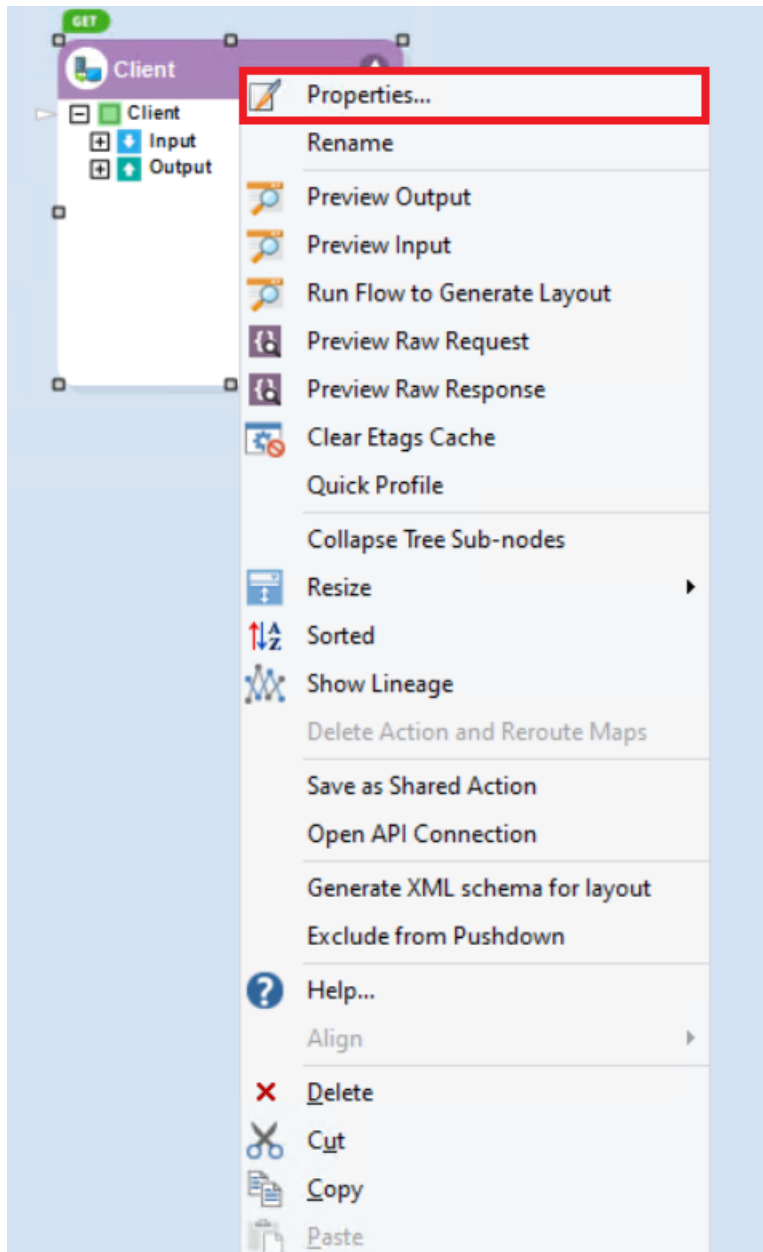 GET
Client
Client
Input
Output
Properties...
Rename
Preview Output
Preview Input
Run Flow to Generate Layout
Preview Raw Request
Preview Raw Response
Clear Etags Cache
Quick Profile
Collapse Tree Sub-nodes
Resize
Sorted
Show Lineage
Delete Action and Reroute Maps
Save as Shared Action
Open API Connection
Generate XML schema for layout
Exclude from Pushdown
Help...
Align
Delete
Cut
Copy
Paste